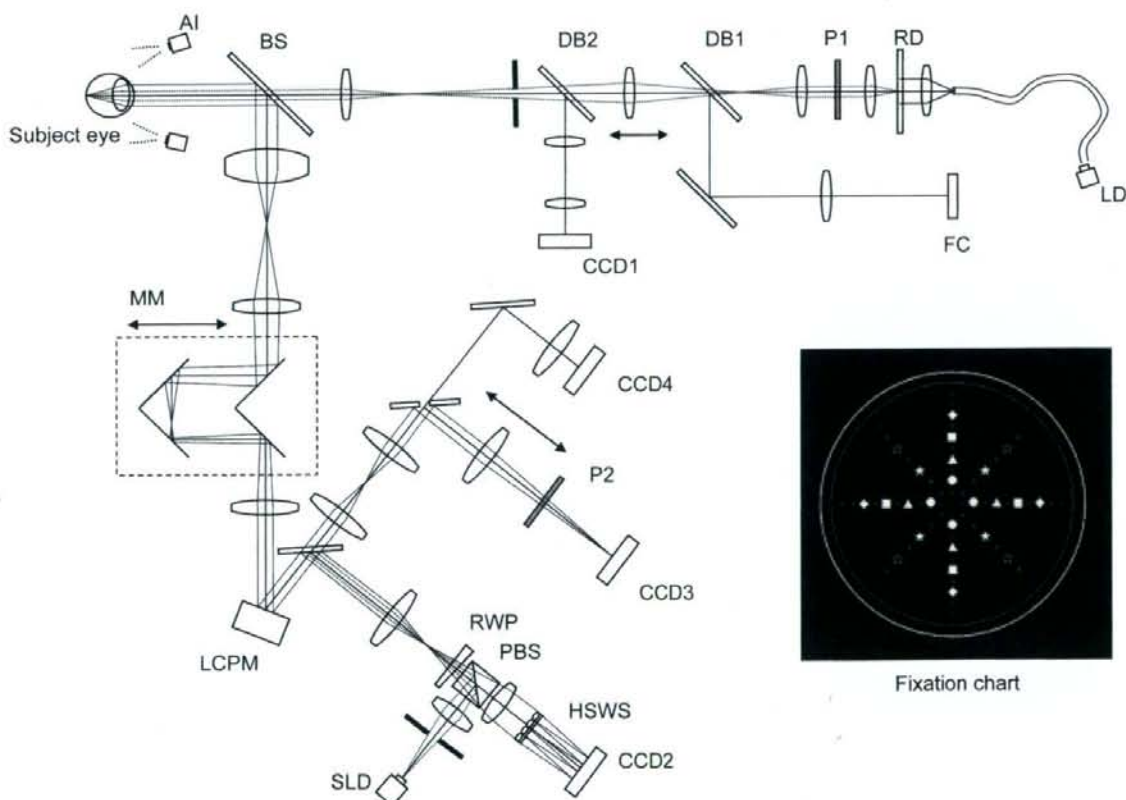 AI
BS
DB2
DB1
P1
RD
Subject eye
LD
FC
CCD1
MM
CCD4
P2
CCD3
LCPM
RWP
PBS
HSWS
CCD2
SLD
Fixation chart